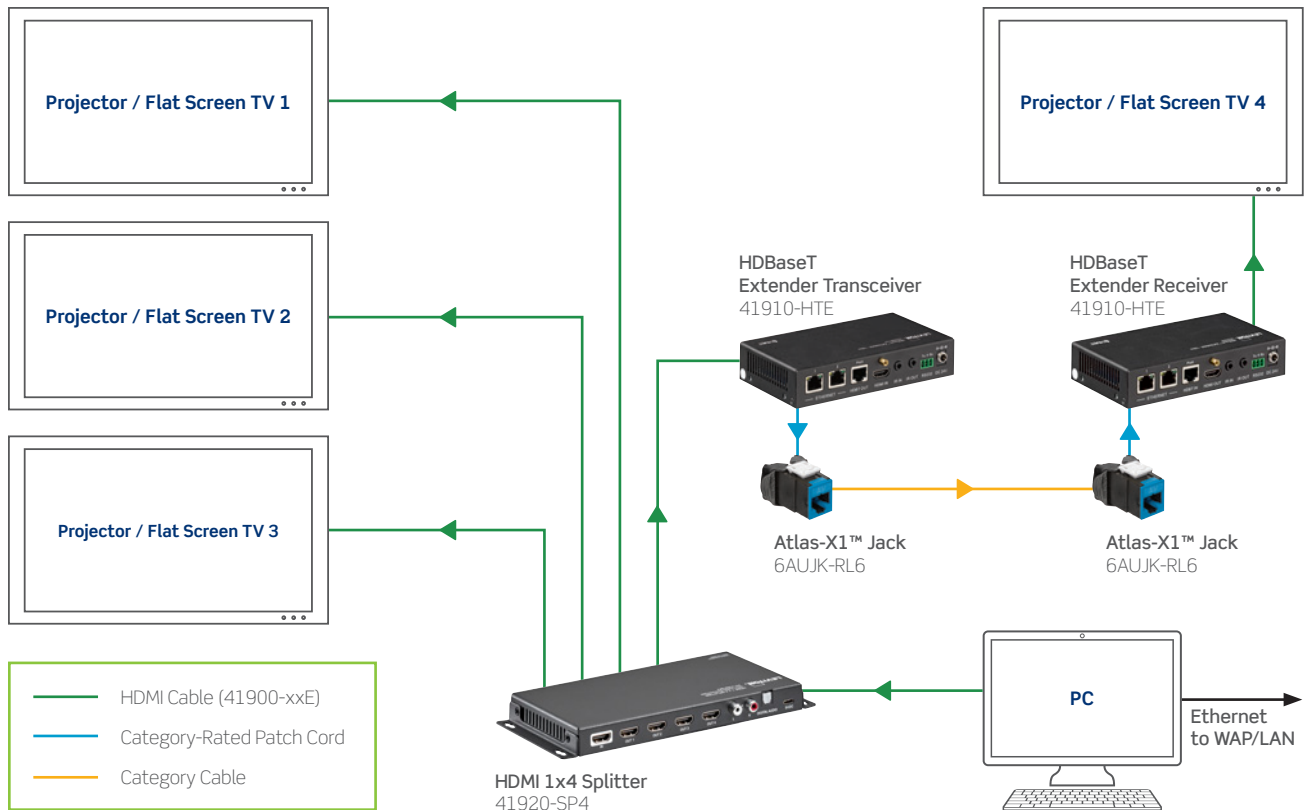 Projector / Flat Screen TV 1
Projector / Flat Screen TV 4
HDBaseT
Extender Transceiver
41910-HTE
HDBaseT
Extender Receiver
41910-HTE
Projector / Flat Screen TV 2
Projector / Flat Screen TV 3
Atlas-X1™ Jack
6AUJK-RL6
Atlas-X1™ Jack
6AUJK-RL6
HDMI Cable (41900-xxE)
Category-Rated Patch Cord
Category Cable
HDMI 1x4 Splitter
41920-SP4
PC
Ethernet
to WAP/LAN